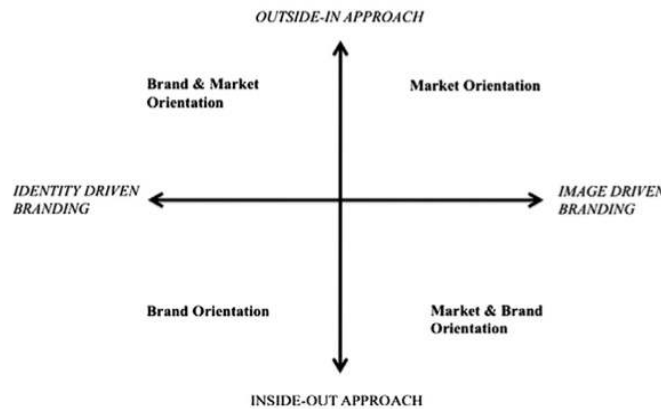 OUTSIDE-IN APPROACH
Brand & Market
Orientation
Market Orientation
IDENTITY DRIVEN
BRANDING
IMAGE DRIVEN
BRANDING
Brand Orientation
Market & Brand
Orientation
INSIDE-OUT APPROACH